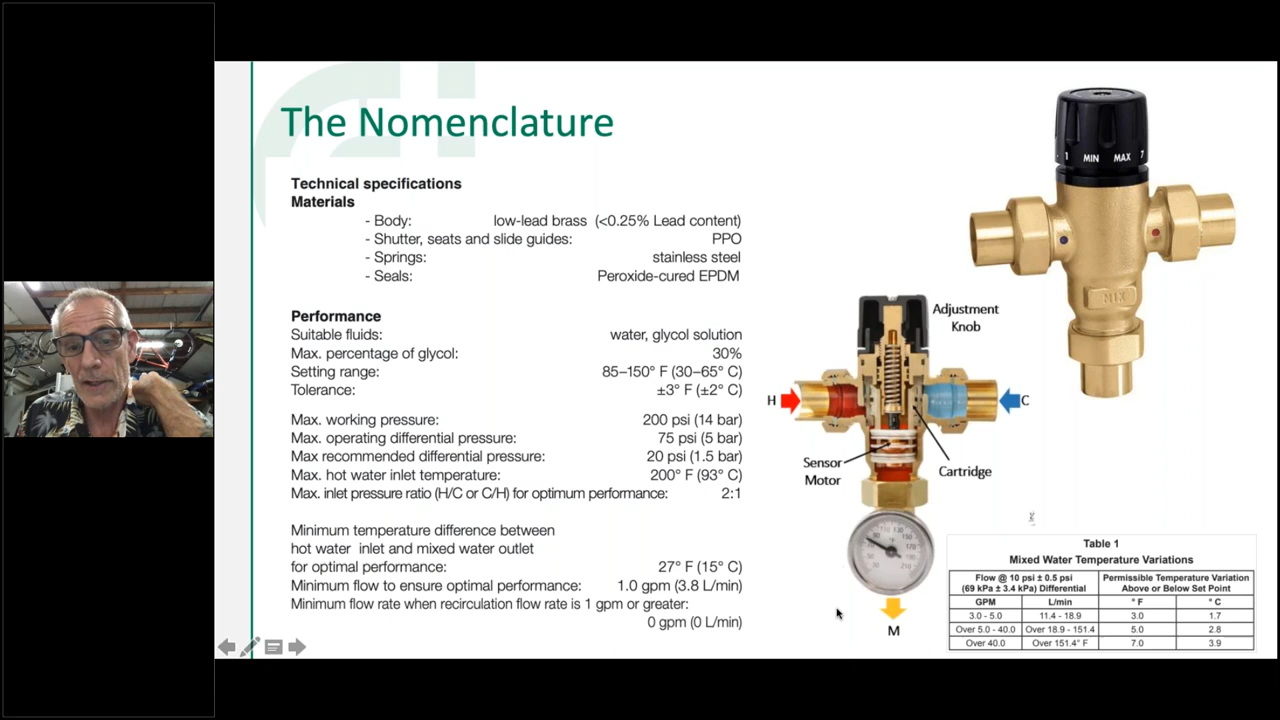 The Nomenclature
Technical specifications
Materials
- Body: low-lead brass (<0.25% Lead content)
- Shutter, seats and slide guides: PPO
- Springs: stainless steel
- Seals: Peroxide-cured EPDM
Performance
Suitable fluids: water, glycol solution
Max. percentage of glycol: 30%
Setting range: 85–150° F (30–65° C)
Tolerance: ±3° F (±2° C)
Max. working pressure: 200 psi (14 bar)
Max. operating differential pressure: 75 psi (5 bar)
Max recommended differential pressure: 20 psi (1.5 bar)
Max. hot water inlet temperature: 200° F (93° C)
Max. inlet pressure ratio (H/C or C/H) for optimum performance: 2:1
Minimum temperature difference between
hot water inlet and mixed water outlet
for optimal performance: 27° F (15° C)
Minimum flow to ensure optimal performance: 1.0 gpm (3.8 L/min)
Minimum flow rate when recirculation flow rate is 1 gpm or greater:
0 gpm (0 L/min)
1 MIN MAX 7
MIX
Adjustment
Knob
H
C
Sensor
Motor
Cartridge
M
Table 1
Mixed Water Temperature Variations
Flow @ 10 psi ± 0.5 psi Permissible Temperature Variation
(69 kPa ± 3.4 kPa) Differential Above or Below Set Point
GPM L/min ° F ° C
3.0 - 5.0 11.4 - 18.9 3.0 1.7
Over 5.0 - 40.0 Over 18.9 - 151.4 5.0 2.8
Over 40.0 Over 151.4° F 7.0 3.9